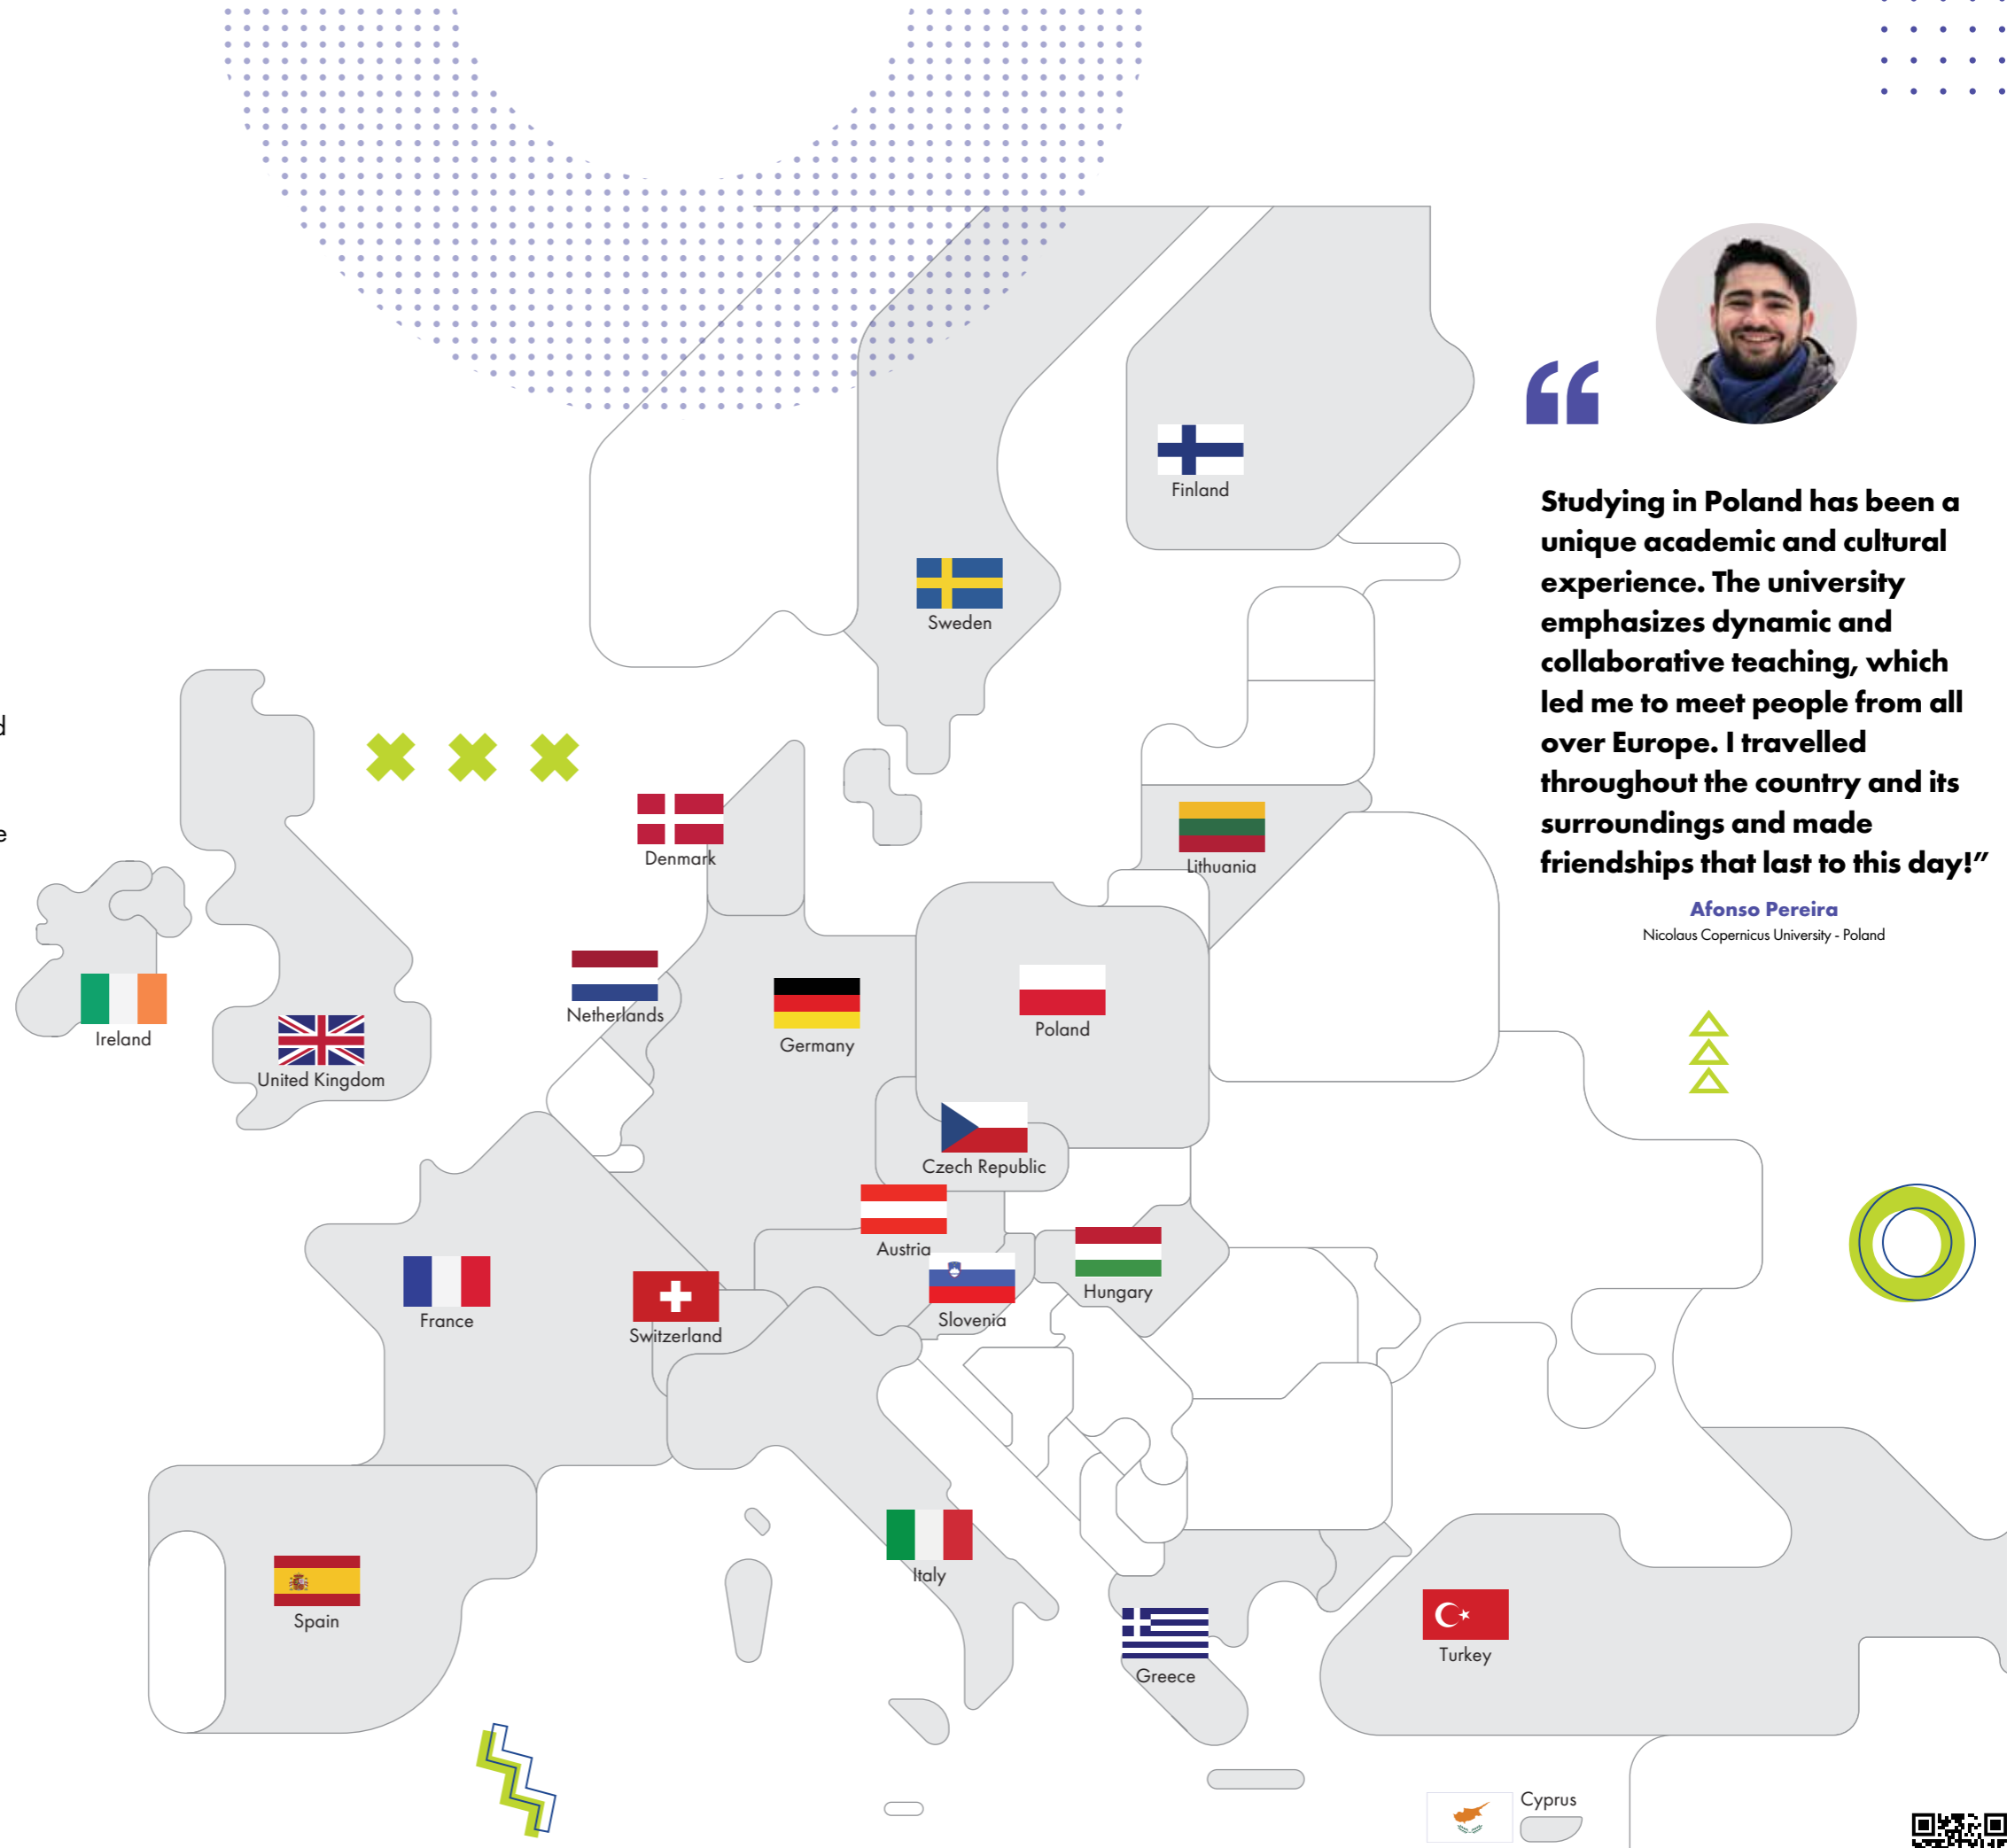 Finland
Sweden
d
Denmark
e
Lithuania
Ireland
United Kingdom
Netherlands
Germany
Poland
Czech Republic
Austria
Slovenia
Hungary
France
Switzerland
Spain
Italy
Greece
Turkey
Cyprus
“
Studying in Poland has been a
unique academic and cultural
experience. The university
emphasizes dynamic and
collaborative teaching, which
led me to meet people from all
over Europe. I travelled
throughout the country and its
surroundings and made
friendships that last to this day!”
Afonso Pereira
Nicolaus Copernicus University - Poland